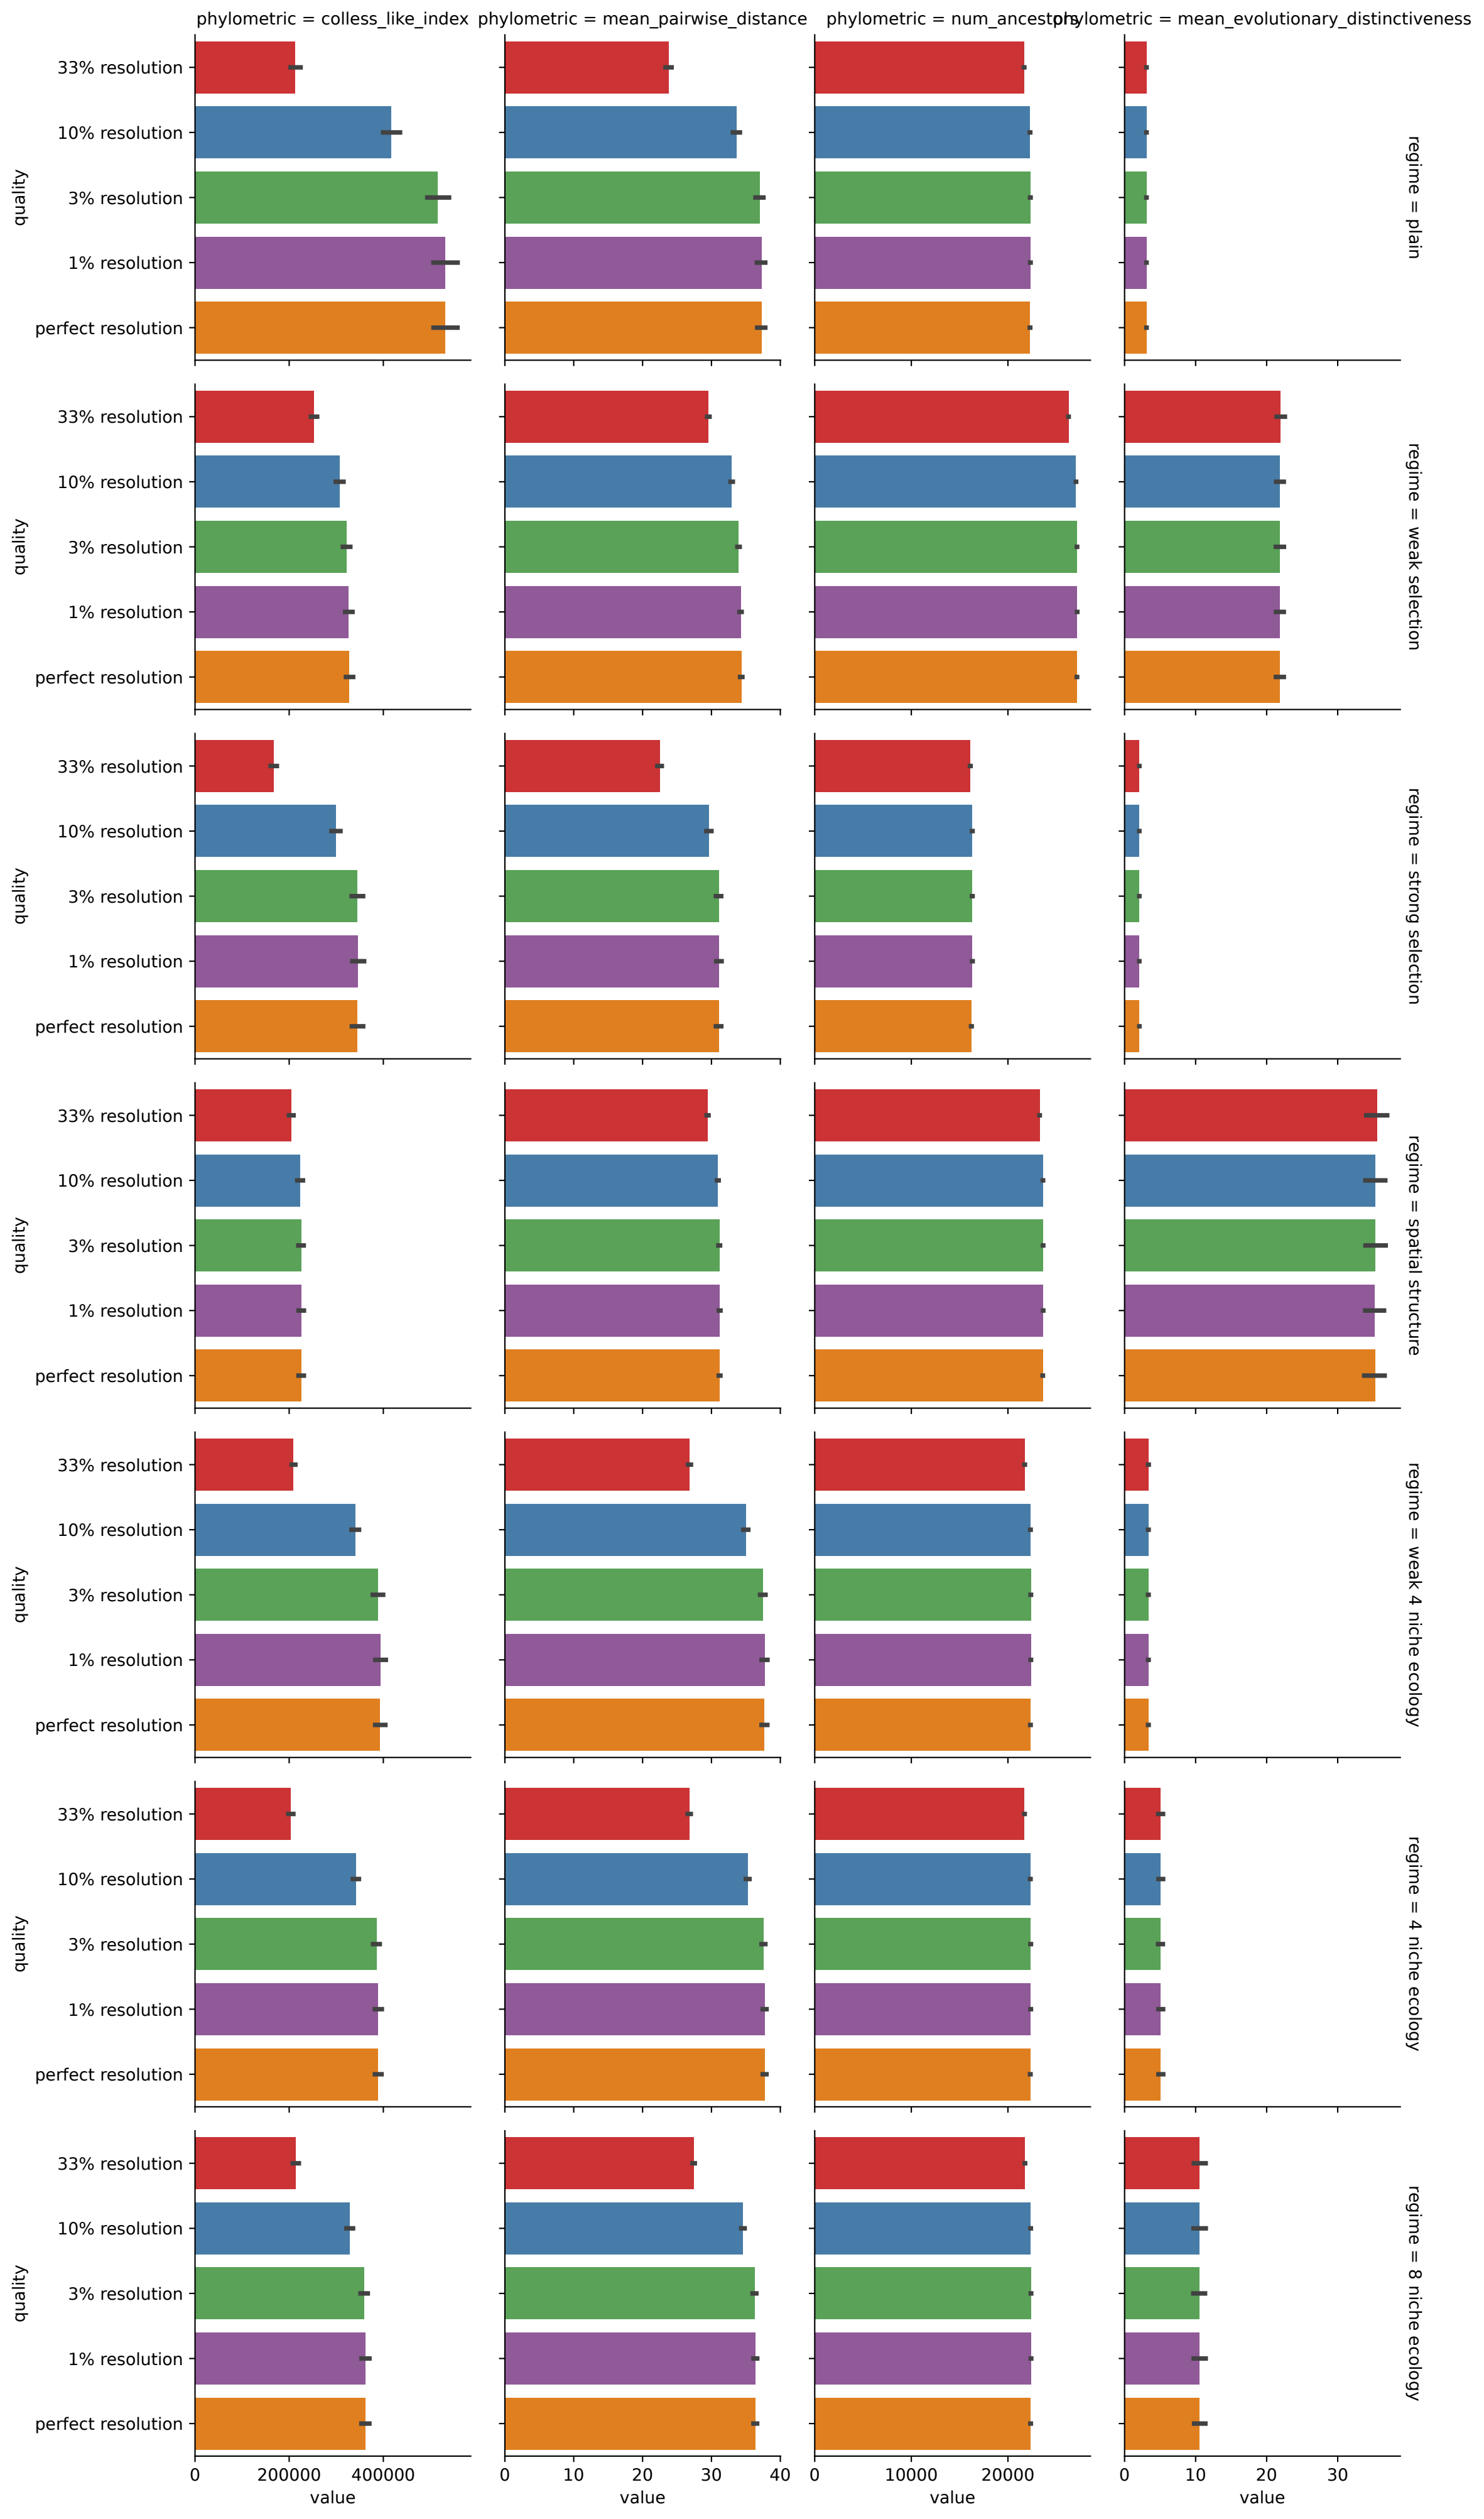 phylometric = colless_like_index
phylometric = mean_pairwise_distance
phylometric = num_ancestors
phylometric = mean_evolutionary_distinctiveness
33% resolution
10% resolution
3% resolution
1% resolution
perfect resolution
quality
regime = plain
33% resolution
10% resolution
3% resolution
1% resolution
perfect resolution
quality
regime = weak selection
33% resolution
10% resolution
3% resolution
1% resolution
perfect resolution
quality
regime = strong selection
33% resolution
10% resolution
3% resolution
1% resolution
perfect resolution
quality
regime = spatial structure
33% resolution
10% resolution
3% resolution
1% resolution
perfect resolution
quality
regime = weak 4 niche ecology
33% resolution
10% resolution
3% resolution
1% resolution
perfect resolution
quality
regime = 4 niche ecology
33% resolution
10% resolution
3% resolution
1% resolution
perfect resolution
quality
regime = 8 niche ecology
0 200000 400000
0 10 20 30 40
0 10000 20000
0 10 20 30
value
value
value
value